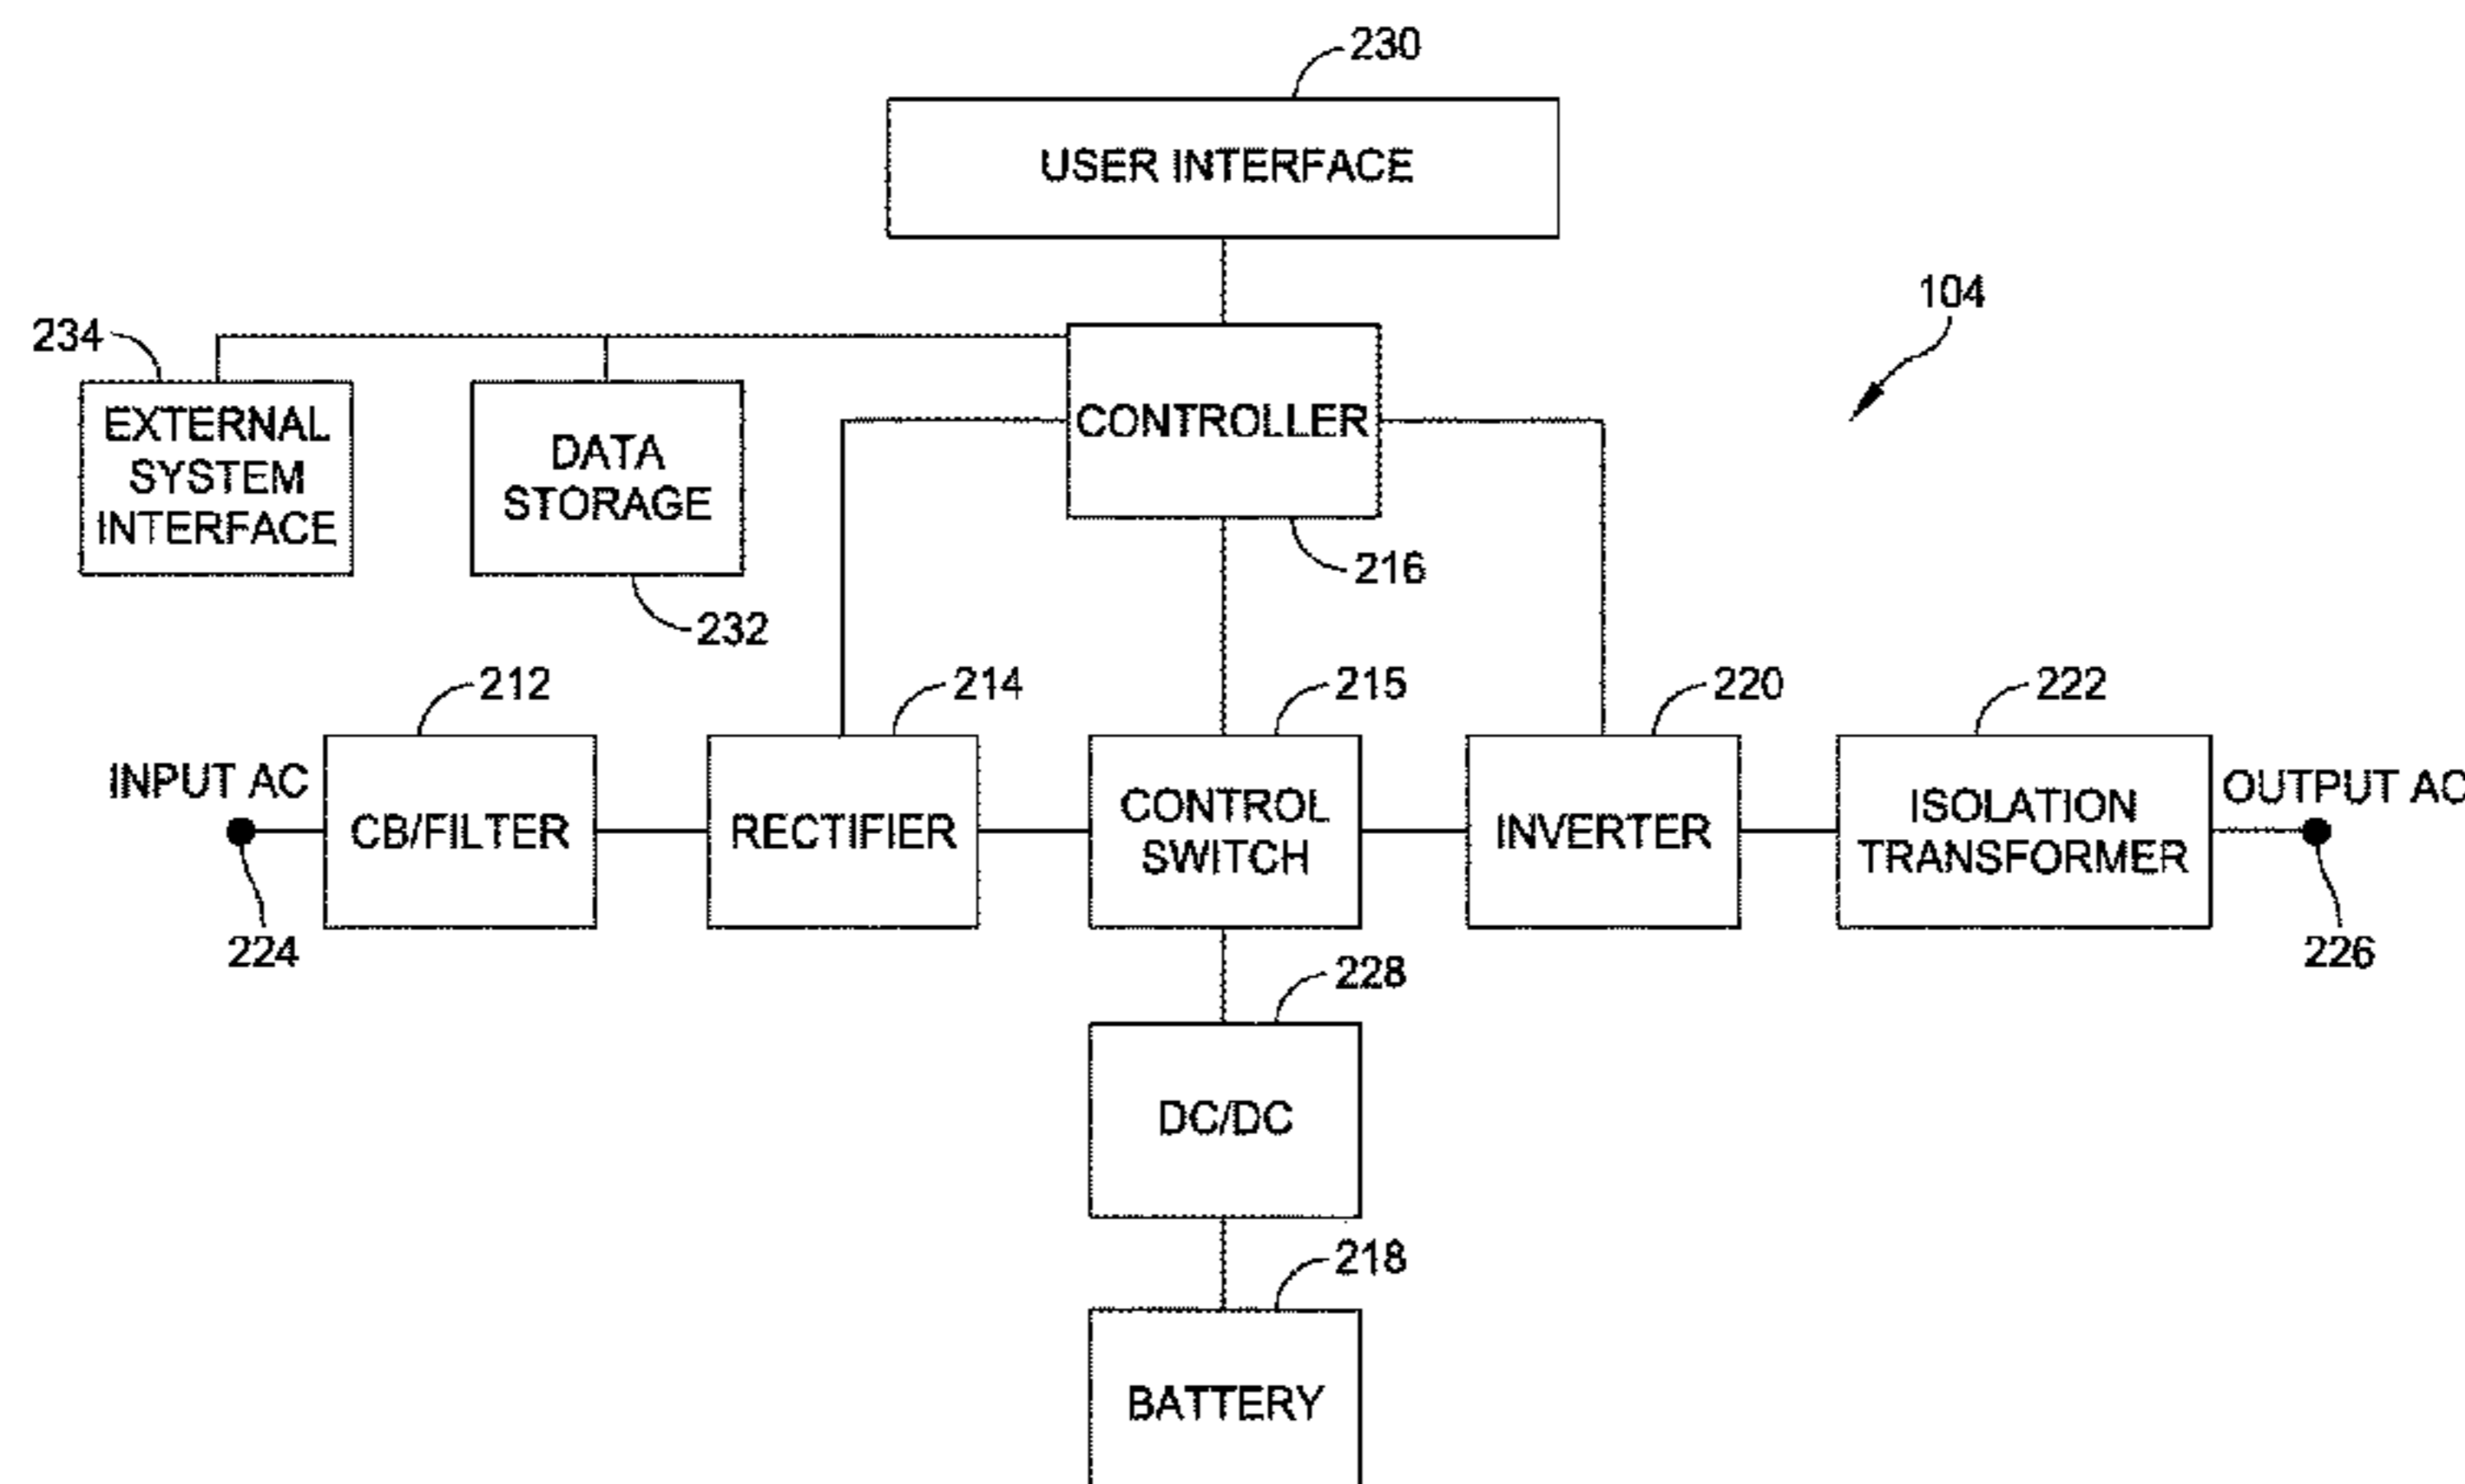 230
USER INTERFACE
104
234
EXTERNAL
SYSTEM
INTERFACE
DATA
STORAGE
CONTROLLER
216
232
212
214
215
220
222
INPUT AC
CB/FILTER
RECTIFIER
CONTROL
SWITCH
INVERTER
ISOLATION
TRANSFORMER
OUTPUT AC
224
226
228
DC/DC
218
BATTERY